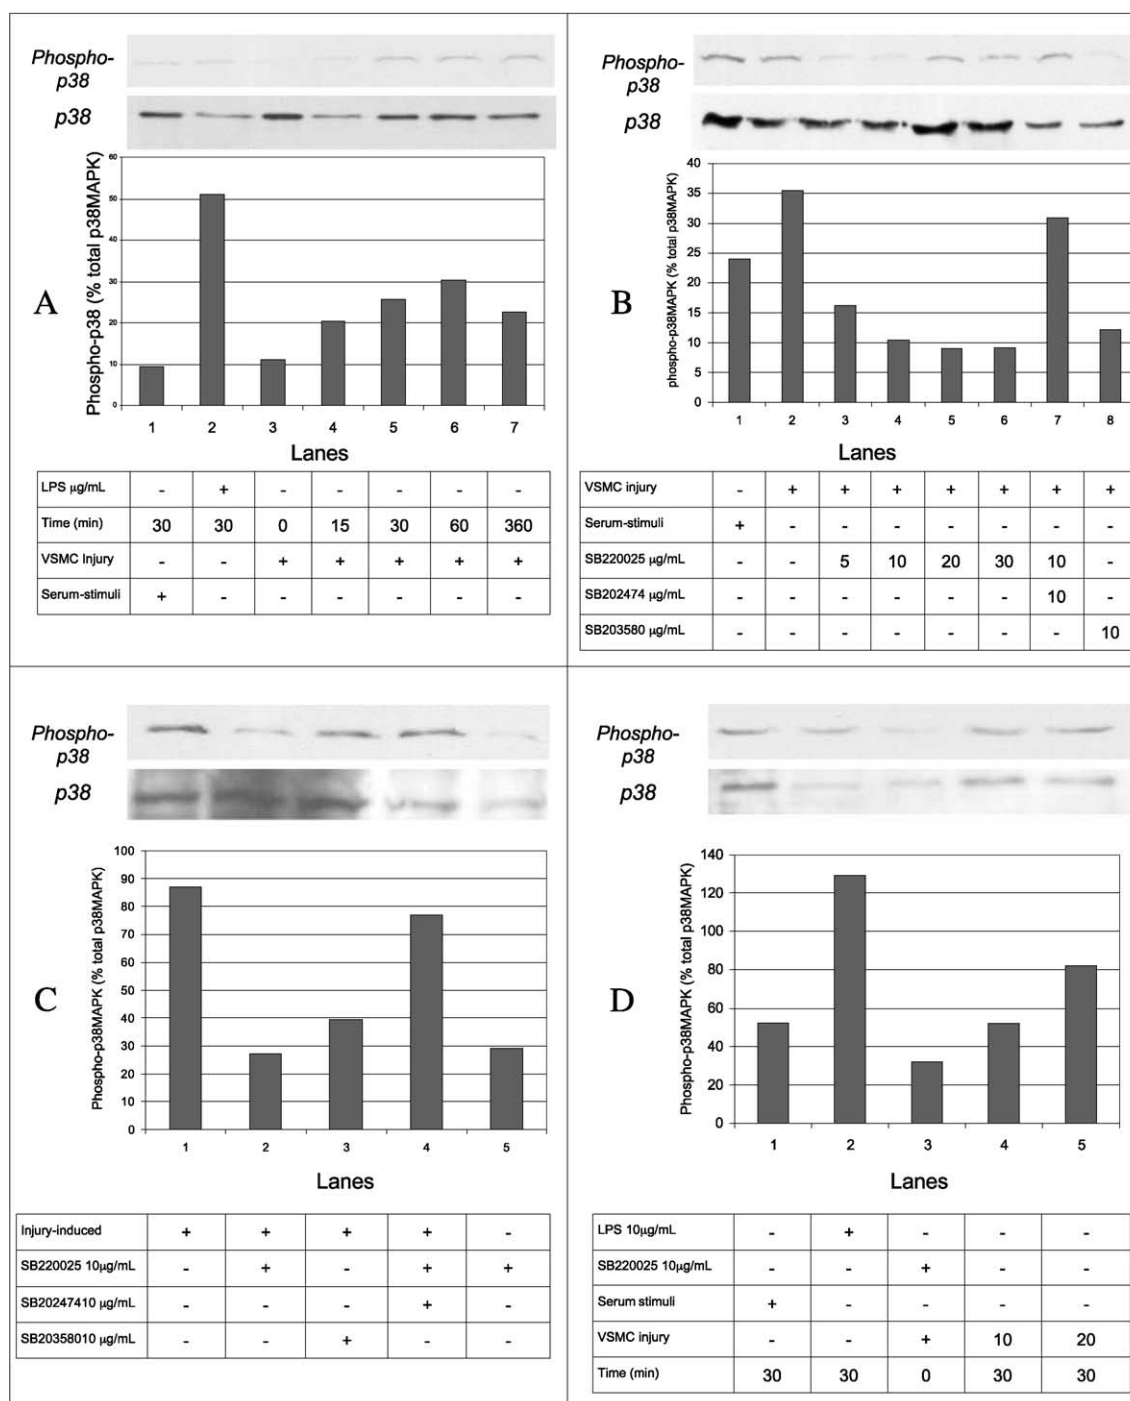 Phospho-
p38
p38
Phospho-p38 (% total p38MAPK)
60
50
40
30
20
10
0
A
1 2 3 4 5 6 7
Lanes
LPS µg/mL - + - - - - -
Time (min) 30 30 0 15 30 60 360
VSMC Injury - - + + + + +
Serum-stimuli + - - - - - -
Phospho-
p38
p38
phospho-p38MAPK (% total p38MAPK)
40
35
30
25
20
15
10
5
0
B
1 2 3 4 5 6 7 8
Lanes
VSMC injury - + + + + + + +
Serum-stimuli + - - - - - - -
SB220025 µg/mL - - 5 10 20 30 10 -
SB202474 µg/mL - - - - - - 10 -
SB203580 µg/mL - - - - - - - 10
Phospho-
p38
p38
Phospho-p38MAPK (% total p38MAPK)
100
90
80
70
60
50
40
30
20
10
0
C
1 2 3 4 5
Lanes
Injury-induced + + + + -
SB220025 10µg/mL - + - + +
SB20247410 µg/mL - - - + -
SB20358010 µg/mL - - + - -
Phospho-
p38
p38
Phospho-p38MAPK (% total p38MAPK)
140
120
100
80
60
40
20
0
D
1 2 3 4 5
Lanes
LPS 10µg/mL - + - - -
SB220025 10µg/mL - - + - -
Serum stimuli + - - - -
VSMC injury - - + 10 20
Time (min) 30 30 0 30 30